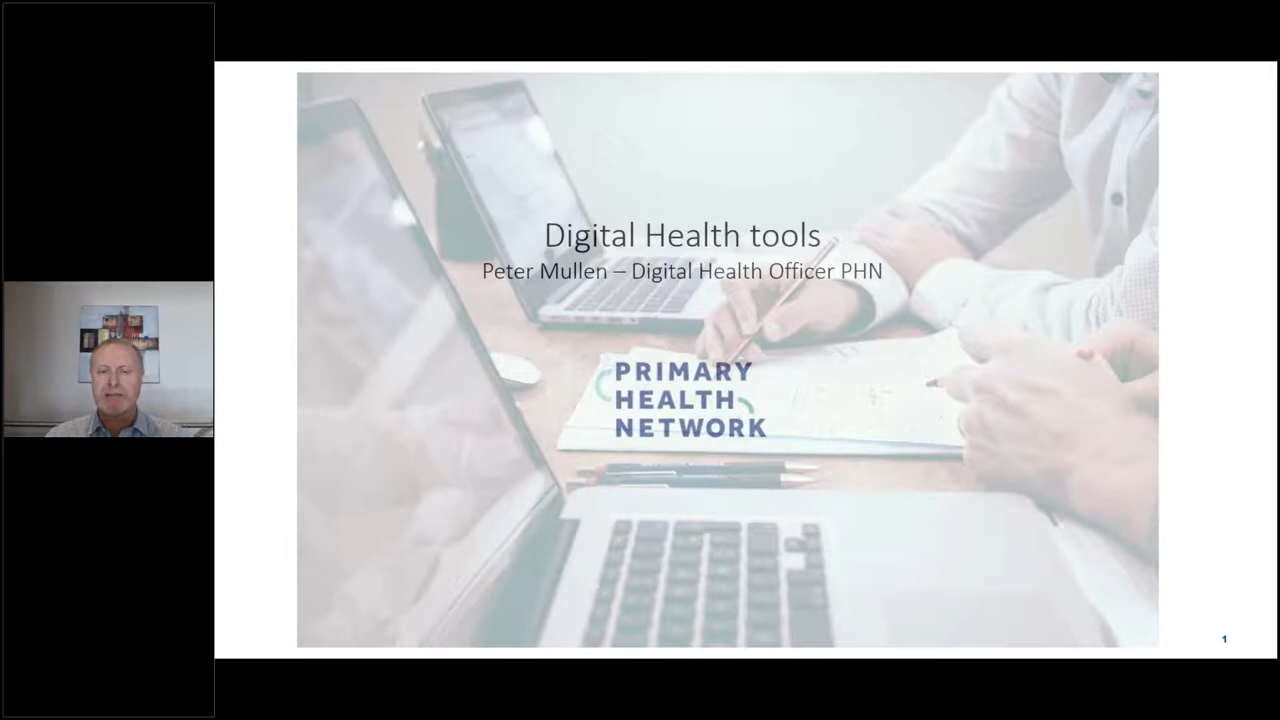 Digital Health tools
Peter Mullen – Digital Health Officer PHN
PRIMARY
HEALTH
NETWORK
1